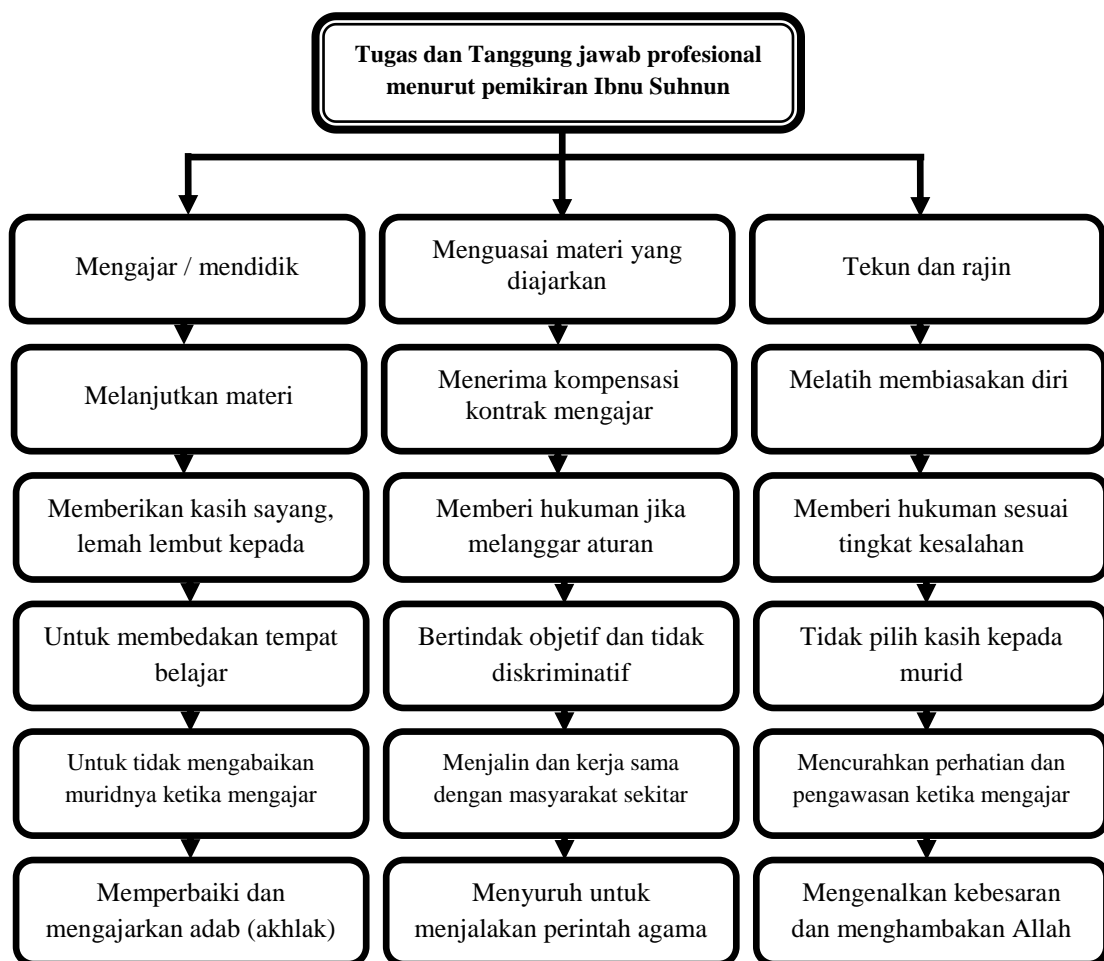 Tugas dan Tanggung jawab profesional
menurut pemikiran Ibnu Suhnun
Mengajar / mendidik
Menguasai materi yang
diajarkan
Tekun dan rajin
Melanjutkan materi
Menerima kompensasi
kontrak mengajar
Melatih membiasakan diri
Memberikan kasih sayang,
lemah lembut kepada
Memberi hukuman jika
melanggar aturan
Memberi hukuman sesuai
tingkat kesalahan
Untuk membedakan tempat
belajar
Bertindak objetif dan tidak
diskriminatif
Tidak pilih kasih kepada
murid
Untuk tidak mengabaikan
muridnya ketika mengajar
Menjalin dan kerja sama
dengan masyarakat sekitar
Mencurahkan perhatian dan
pengawasan ketika mengajar
Memperbaiki dan
mengajarkan adab (akhlak)
Menyuruh untuk
menjalakan perintah agama
Mengenalkan kebesaran
dan menghambakan Allah